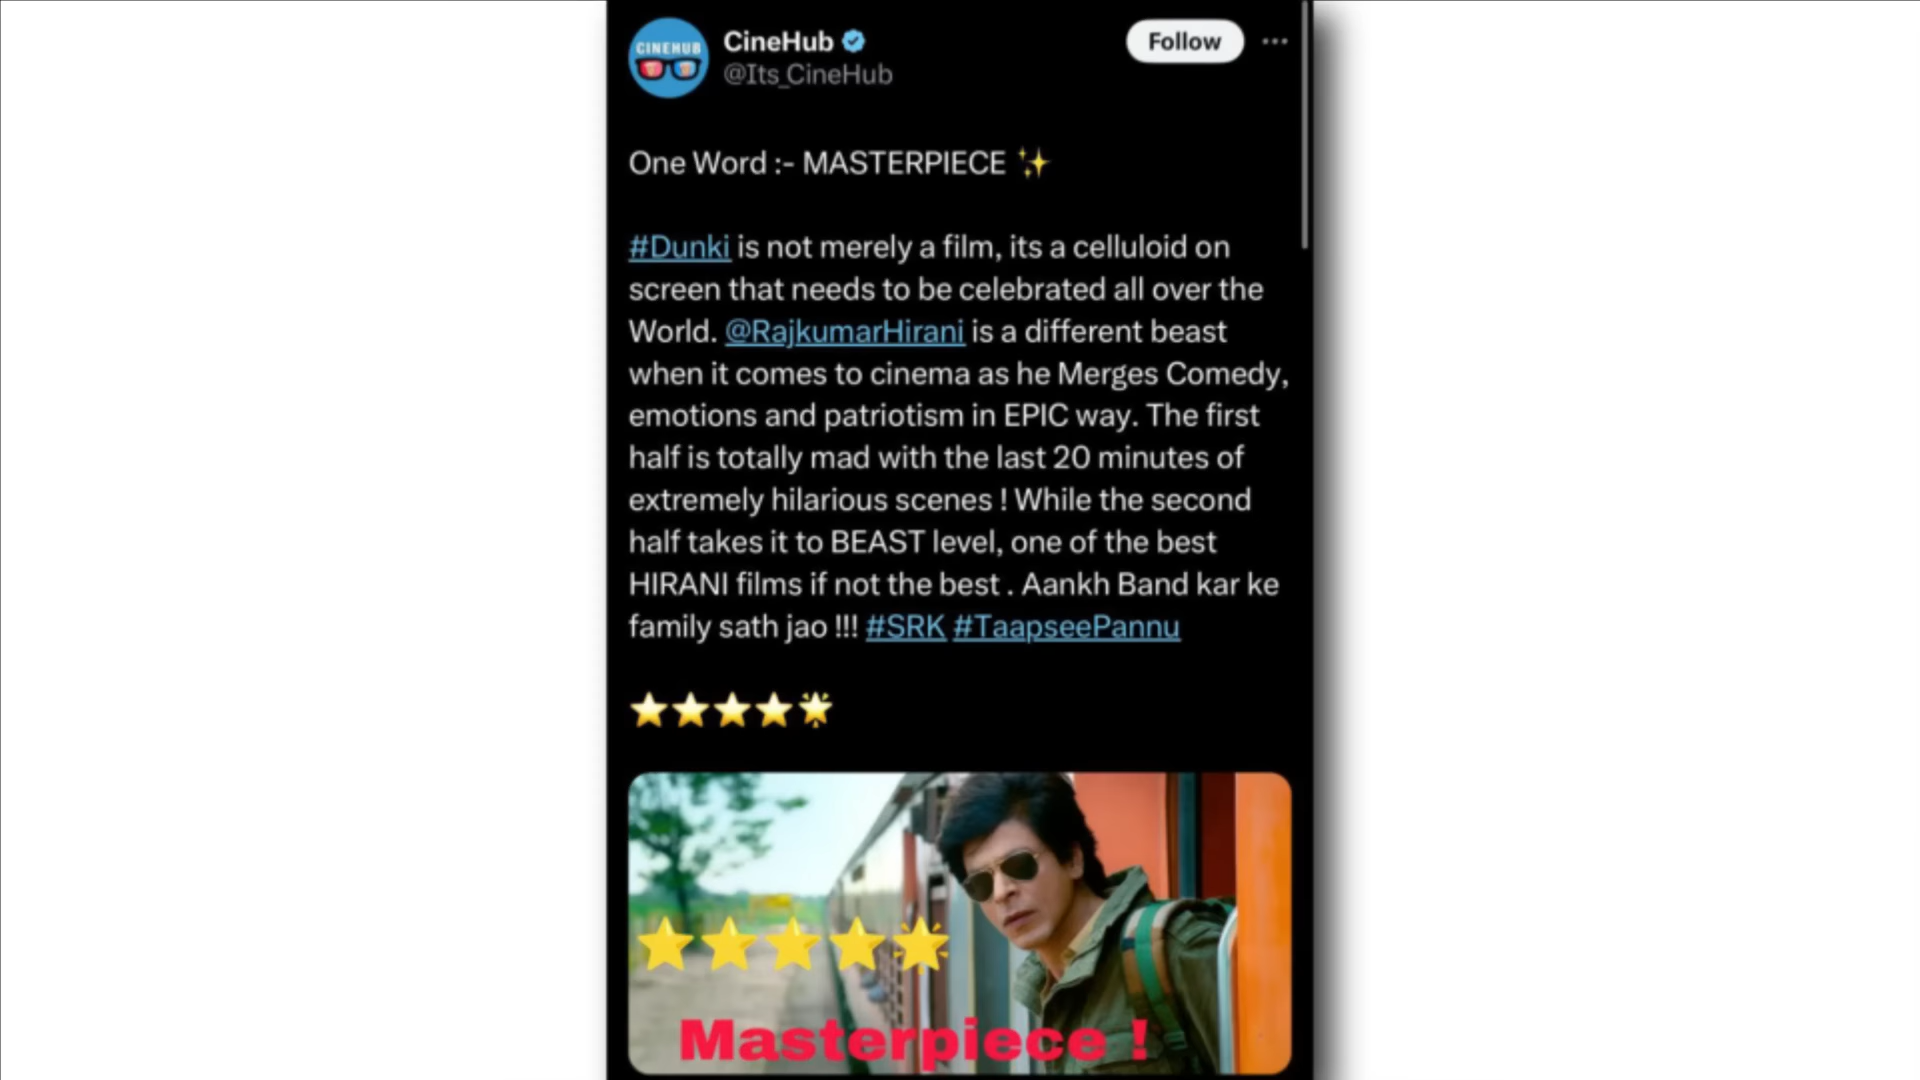 CINEHUB
CineHub
@Its_CineHub
Follow
One Word :- MASTERPIECE ✨
#Dunki is not merely a film, its a celluloid on
screen that needs to be celebrated all over the
World. @RajkumarHirani is a different beast
when it comes to cinema as he Merges Comedy,
emotions and patriotism in EPIC way. The first
half is totally mad with the last 20 minutes of
extremely hilarious scenes ! While the second
half takes it to BEAST level, one of the best
HIRANI films if not the best . Aankh Band kar ke
family sath jao !!! #SRK #TaapseePannu
⭐⭐⭐⭐🌟
⭐⭐⭐⭐🌟
Masterpiece !